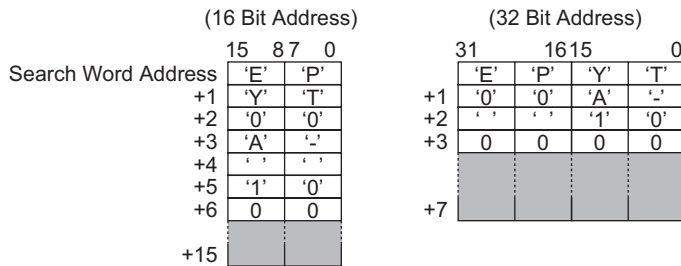 (16 Bit Address) (32 Bit Address)
15 8 7 0 31 16 15 0
Search Word Address ‘E’ ‘P’ ‘E’ ‘P’ ‘Y’ ‘T’
+1 ‘Y’ ‘T’ +1 ‘0’ ‘0’ ‘A’ ‘-’
+2 ‘0’ ‘0’ +2 ‘ ’ ‘ ’ ‘1’ ‘0’
+3 ‘A’ ‘-’ +3 0 0 0 0
+4 ‘ ’ ‘ ’
+5 ‘1’ ‘0’
+6 0 0 +7
+15